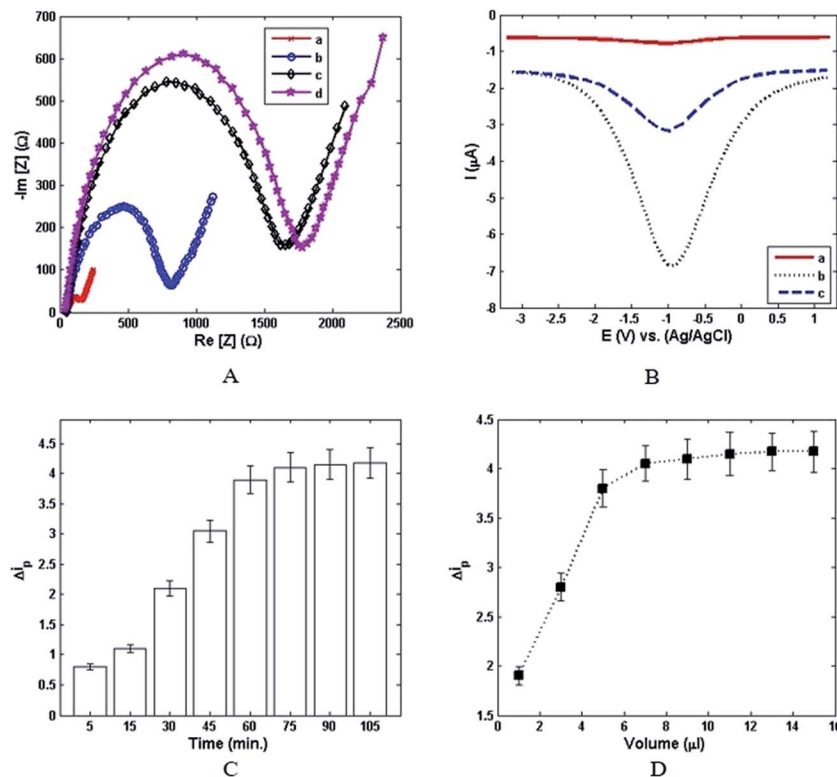 700
600
500
400
300
200
100
0
-Im [Z] (Ω)
0 500 1000 1500 2000 2500
Re [Z] (Ω)
a
b
c
d
A
0
-1
-2
-3
-4
-5
-6
-7
-8
I (μA)
-3 -2.5 -2 -1.5 -1 -0.5 0 0.5 1
E (V) vs. (Ag/AgCl)
a
b
c
B
4.5
4
3.5
3
2.5
2
1.5
1
0.5
0
Δip
5 15 30 45 60 75 90 105
Time (min.)
C
4.5
4
3.5
3
2.5
2
1.5
Δip
0 2 4 6 8 10 12 14 16
Volume (μl)
D